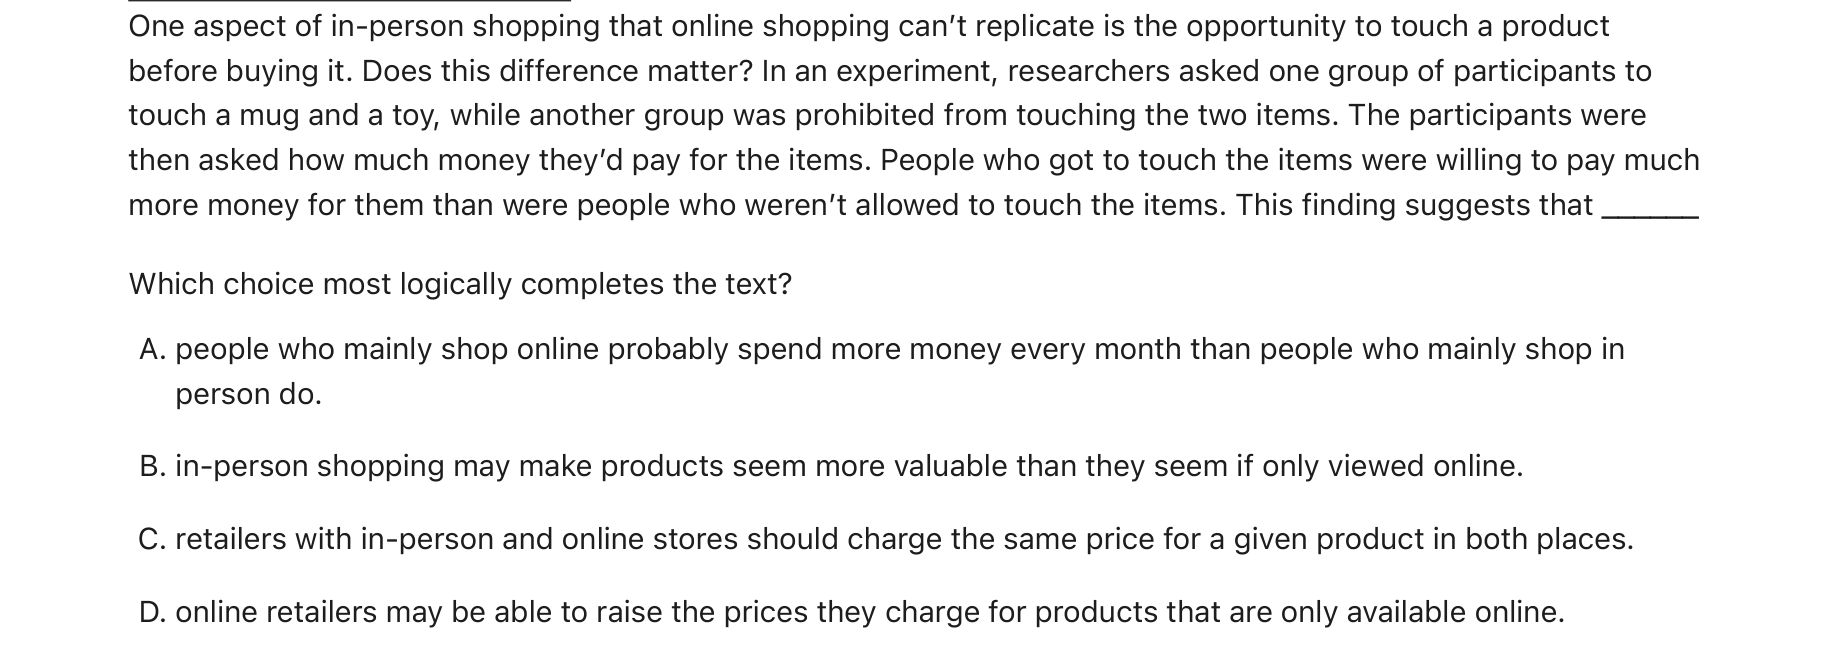 One aspect of in-person shopping that online shopping can't replicate is the opportunity to touch a product
before buying it. Does this difference matter? In an experiment, researchers asked one group of participants to
touch a mug and a toy, while another group was prohibited from touching the two items. The participants were
then asked how much money they'd pay for the items. People who got to touch the items were willing to pay much
more money for them than were people who weren't allowed to touch the items. This finding suggests that ______
Which choice most logically completes the text?
A. people who mainly shop online probably spend more money every month than people who mainly shop in
person do.
B. in-person shopping may make products seem more valuable than they seem if only viewed online.
C. retailers with in-person and online stores should charge the same price for a given product in both places.
D. online retailers may be able to raise the prices they charge for products that are only available online.